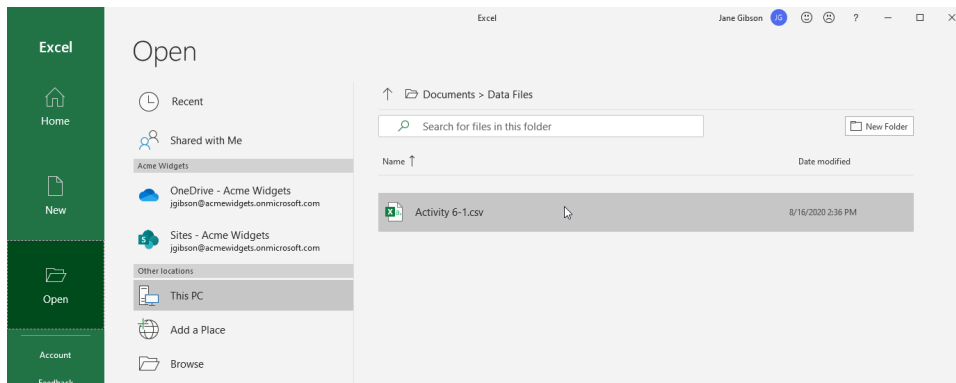 Excel
Jane Gibson
JG
?
Excel
Home
New
Open
Account
Feedback
Open
Recent
Shared with Me
Acme Widgets
OneDrive - Acme Widgets
jgibson@acmewidgets.onmicrosoft.com
Sites - Acme Widgets
jgibson@acmewidgets.onmicrosoft.com
Other locations
This PC
Add a Place
Browse
Documents > Data Files
Search for files in this folder
New Folder
Name ↑
Date modified
Activity 6-1.csv
8/16/2020 2:36 PM